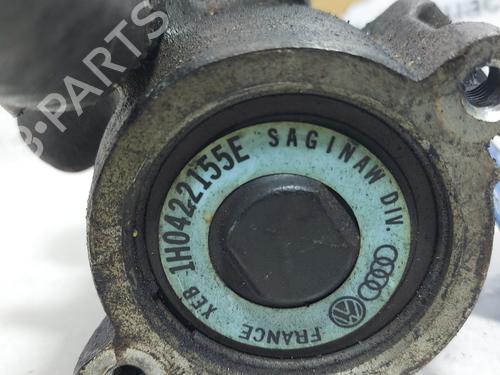 XEB 1H0422155E SAGINAW DIV.
FRANCE
B-PARTS